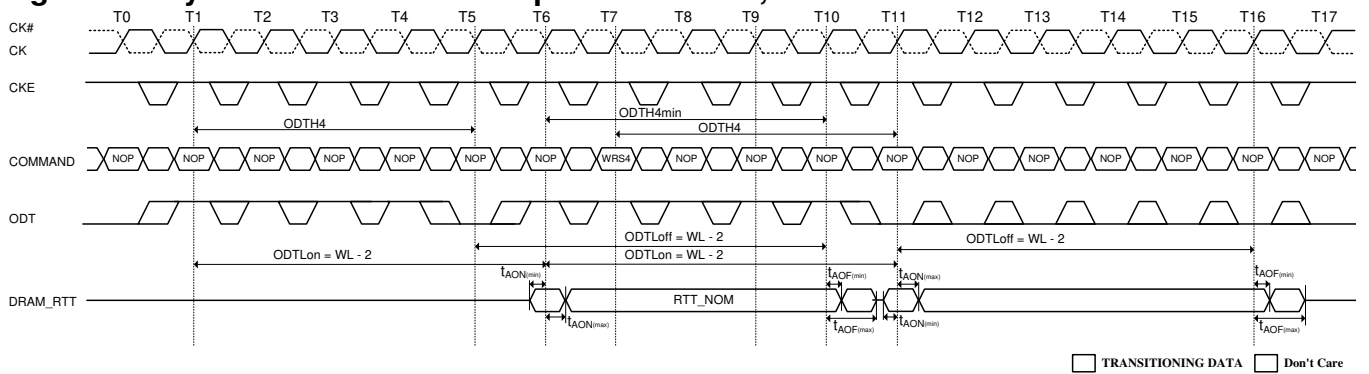 T0 T1 T2 T3 T4 T5 T6 T7 T8 T9 T10 T11 T12 T13 T14 T15 T16 T17
CK#
CK
CKE
ODTH4 ODTH4min
ODTH4
COMMAND NOP NOP NOP NOP NOP NOP NOP WRS4 NOP NOP NOP NOP NOP NOP NOP NOP NOP NOP
ODT
ODTLoff = WL - 2 ODTLoff = WL - 2
ODTLon = WL - 2 ODTLon = WL - 2
tAON(min) tAOF(min) tAON(max) tAOF(min)
DRAM_RTT RTT_NOM
tAON(max) tAOF(max) tAON(min) tAOF(max)
TRANSITIONING DATA Don't Care